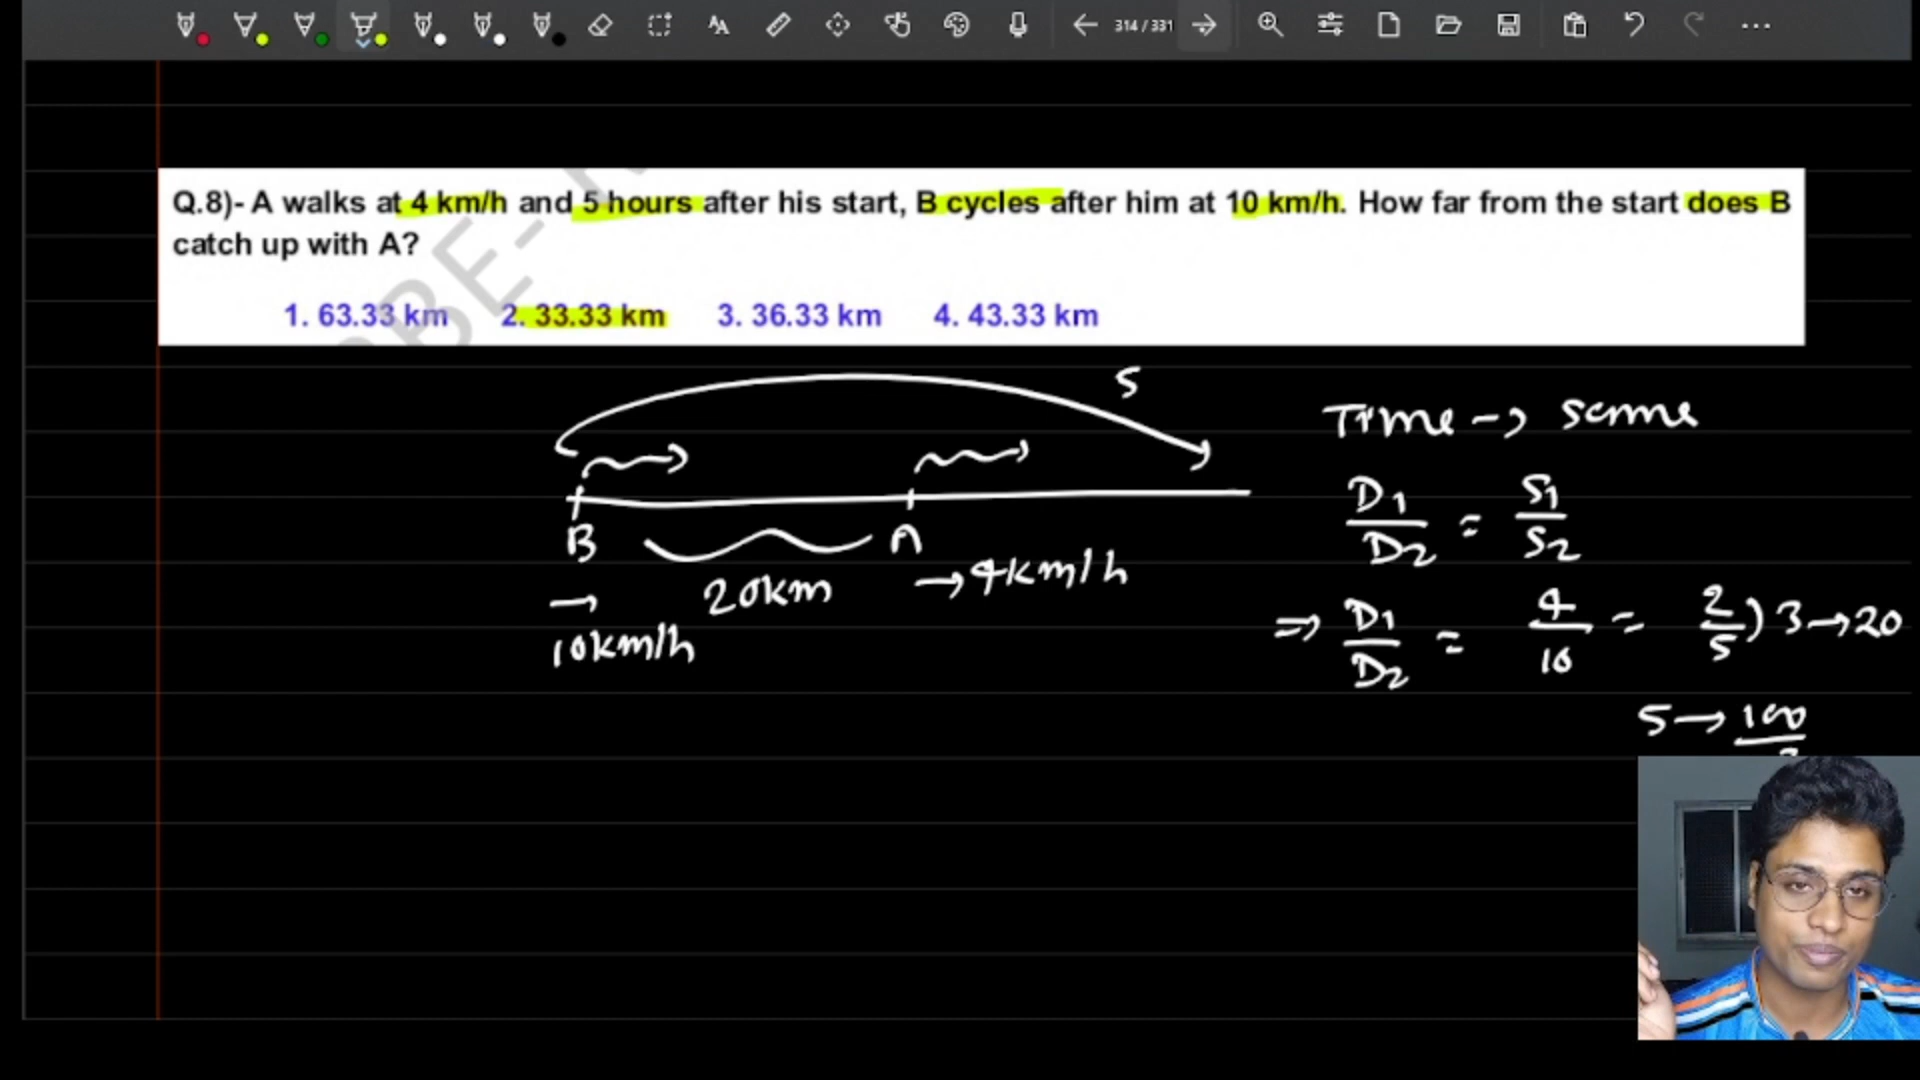 314 / 331
Q.8)- A walks at 4 km/h and 5 hours after his start, B cycles after him at 10 km/h. How far from the start does B
catch up with A?
1. 63.33 km 2. 33.33 km 3. 36.33 km 4. 43.33 km
5
B A
20km
→ 4km/h
→
10km/h
Time → same
D1/D2 = S1/S2
⇒ D1/D2 = 4/10 = 2/5) 3→20
5→ 100